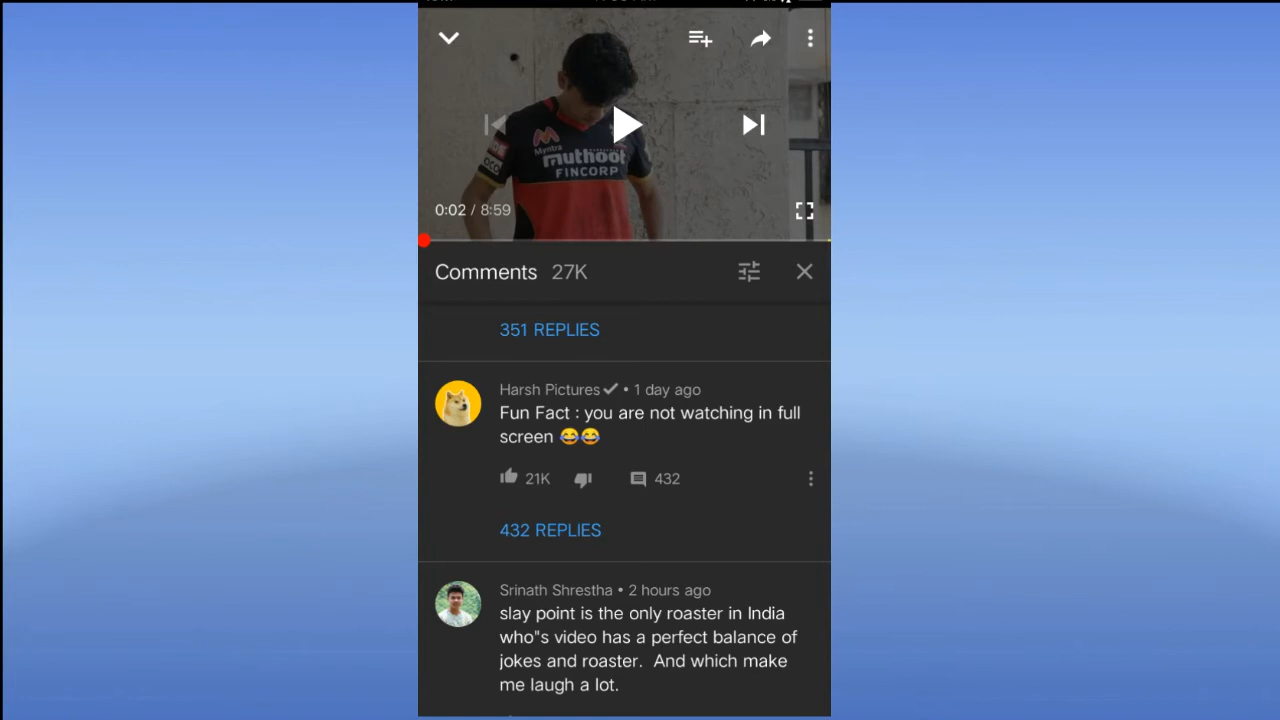 Myntra
muthoot
FINCORP
0:02 / 8:59
Comments 27K
351 REPLIES
Harsh Pictures • 1 day ago
Fun Fact : you are not watching in full
screen 😂😂
21K 432
432 REPLIES
Srinath Shrestha • 2 hours ago
slay point is the only roaster in India
who"s video has a perfect balance of
jokes and roaster. And which make
me laugh a lot.